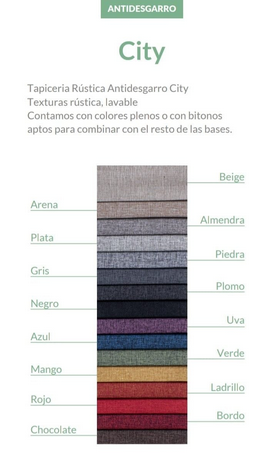 ANTIDESGARRO
City
Tapiceria Rústica Antidesgarro City
Texturas rústica, lavable
Contamos con colores plenos o con bitonos
aptos para combinar con el resto de las bases.
Beige
Arena
Almendra
Plata
Piedra
Gris
Plomo
Negro
Uva
Azul
Verde
Mango
Ladrillo
Rojo
Bordo
Chocolate